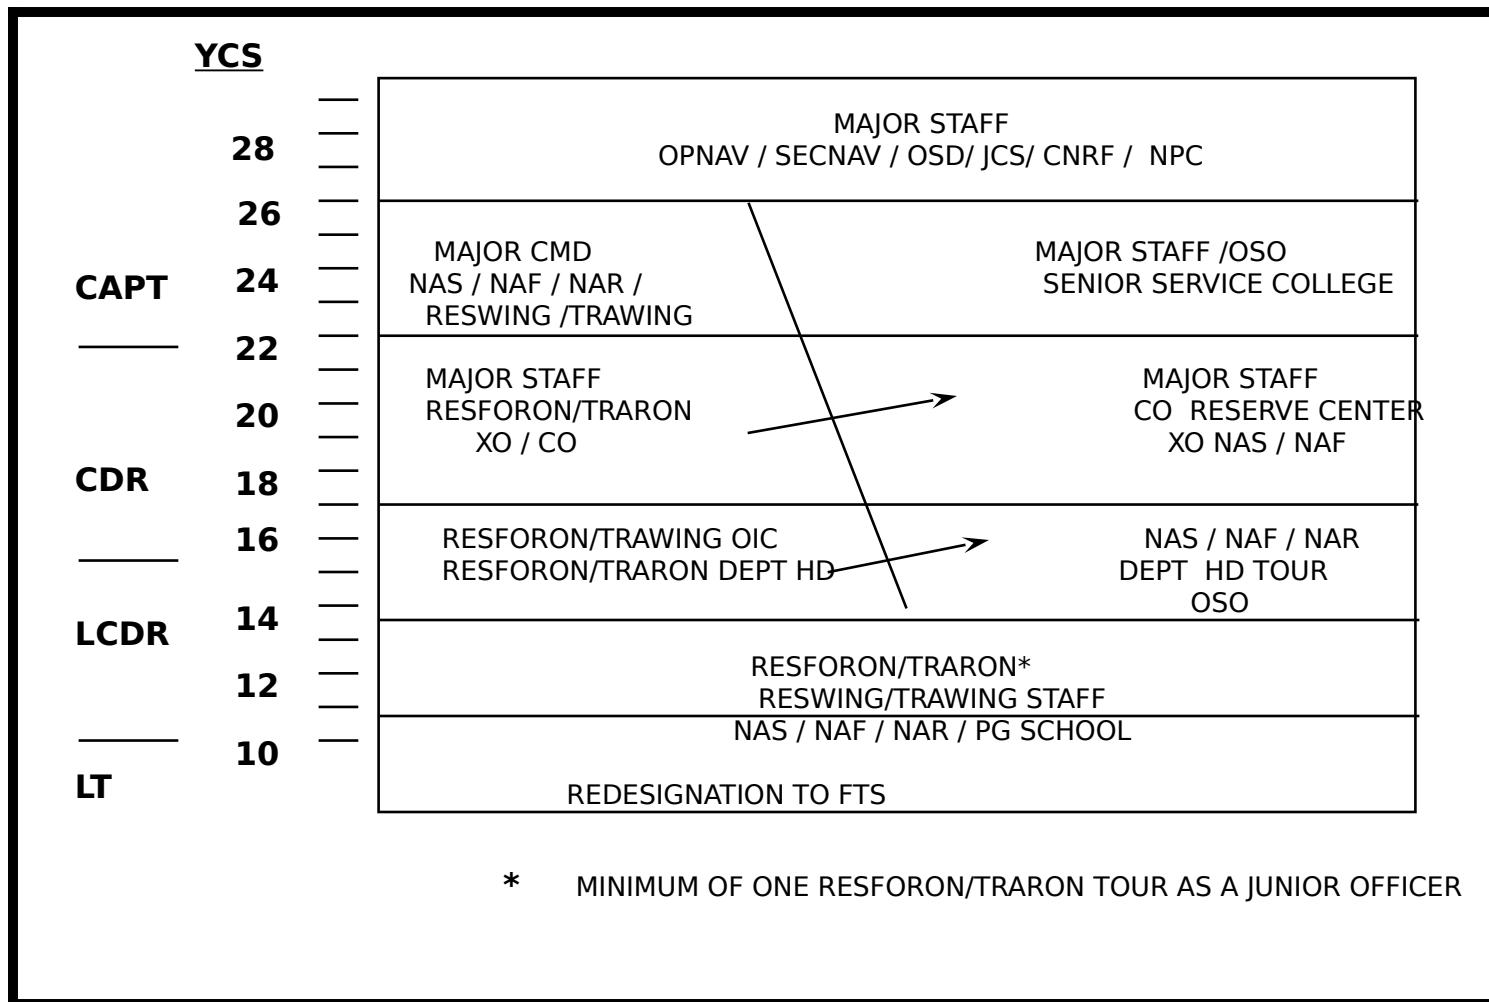 YCS
MAJOR STAFF
28
OPNAV / SECNAV / OSD/ JCS/ CNRF /  NPC
26
MAJOR CMD
MAJOR STAFF /OSO
CAPT
24
NAS / NAF / NAR /
SENIOR SERVICE COLLEGE
RESWING /TRAWING
22
MAJOR STAFF
MAJOR STAFF
20
RESFORON/TRARON
CO  RESERVE CENTER
XO / CO
XO NAS / NAF
CDR
18
16
RESFORON/TRAWING OIC
NAS / NAF / NAR
RESFORON/TRARON DEPT HD
DEPT  HD TOUR
OSO
LCDR
14
RESFORON/TRARON*
12
RESWING/TRAWING STAFF
NAS / NAF / NAR / PG SCHOOL
10
LT
REDESIGNATION TO FTS
*    MINIMUM OF ONE RESFORON/TRARON TOUR AS A JUNIOR OFFICER